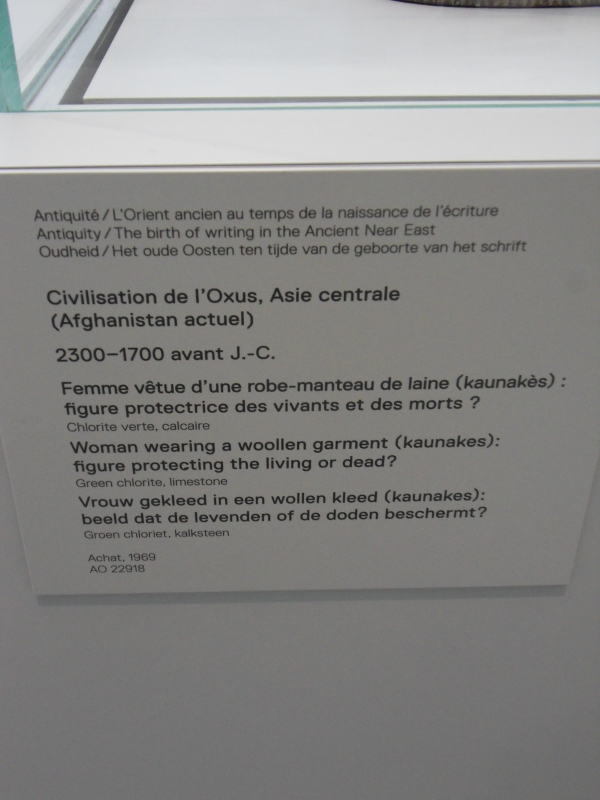 Antiquité / L'Orient ancien au temps de la naissance de l'écriture
Antiquity / The birth of writing in the Ancient Near East
Oudheid / Het oude Oosten ten tijde van de geboorte van het schrift
Civilisation de l'Oxus, Asie centrale
(Afghanistan actuel)
2300–1700 avant J.-C.
Femme vêtue d'une robe-manteau de laine (kaunakès) :
figure protectrice des vivants et des morts ?
Chlorite verte, calcaire
Woman wearing a woollen garment (kaunakes):
figure protecting the living or dead?
Green chlorite, limestone
Vrouw gekleed in een wollen kleed (kaunakes):
beeld dat de levenden of de doden beschermt?
Groen chloriet, kalksteen
Achat, 1969
AO 22918